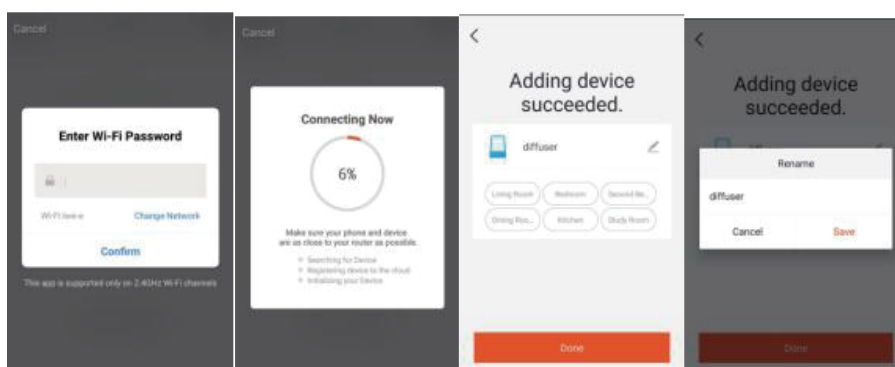 Cancel
Enter Wi-Fi Password
Change Network
Confirm
This app is supported only on 2.4GHz Wi-Fi channels
Cancel
Connecting Now
6%
Make sure your phone and device
are as close to your router as possible.
Searching for Device
Registering device to the cloud
Initializing your Device
Adding device
succeeded.
diffuser
Living Room
Bedroom
Second Be...
Dining Roo...
Kitchen
Study Room
Done
Adding device
succeeded.
Rename
diffuser
Cancel
Save
Done